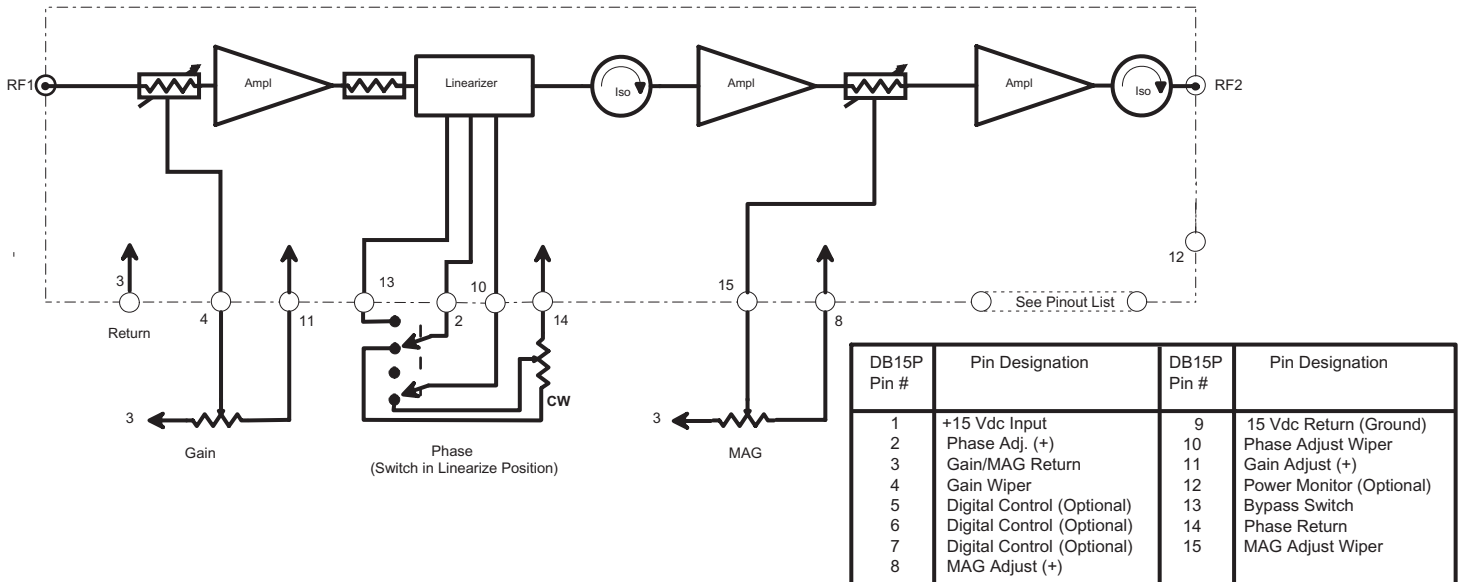 RF1
Ampl
Linearizer
Iso
Ampl
Ampl
Iso
RF2
12
3
13
10
15
See Pinout List
Return
4
11
2
14
8
3
CW
3
Gain
Phase
(Switch in Linearize Position)
MAG
DB15P Pin Designation DB15P Pin Designation
Pin # Pin #
1 +15 Vdc Input 9 15 Vdc Return (Ground)
2 Phase Adj. (+) 10 Phase Adjust Wiper
3 Gain/MAG Return 11 Gain Adjust (+)
4 Gain Wiper 12 Power Monitor (Optional)
5 Digital Control (Optional) 13 Bypass Switch
6 Digital Control (Optional) 14 Phase Return
7 Digital Control (Optional) 15 MAG Adjust Wiper
8 MAG Adjust (+)